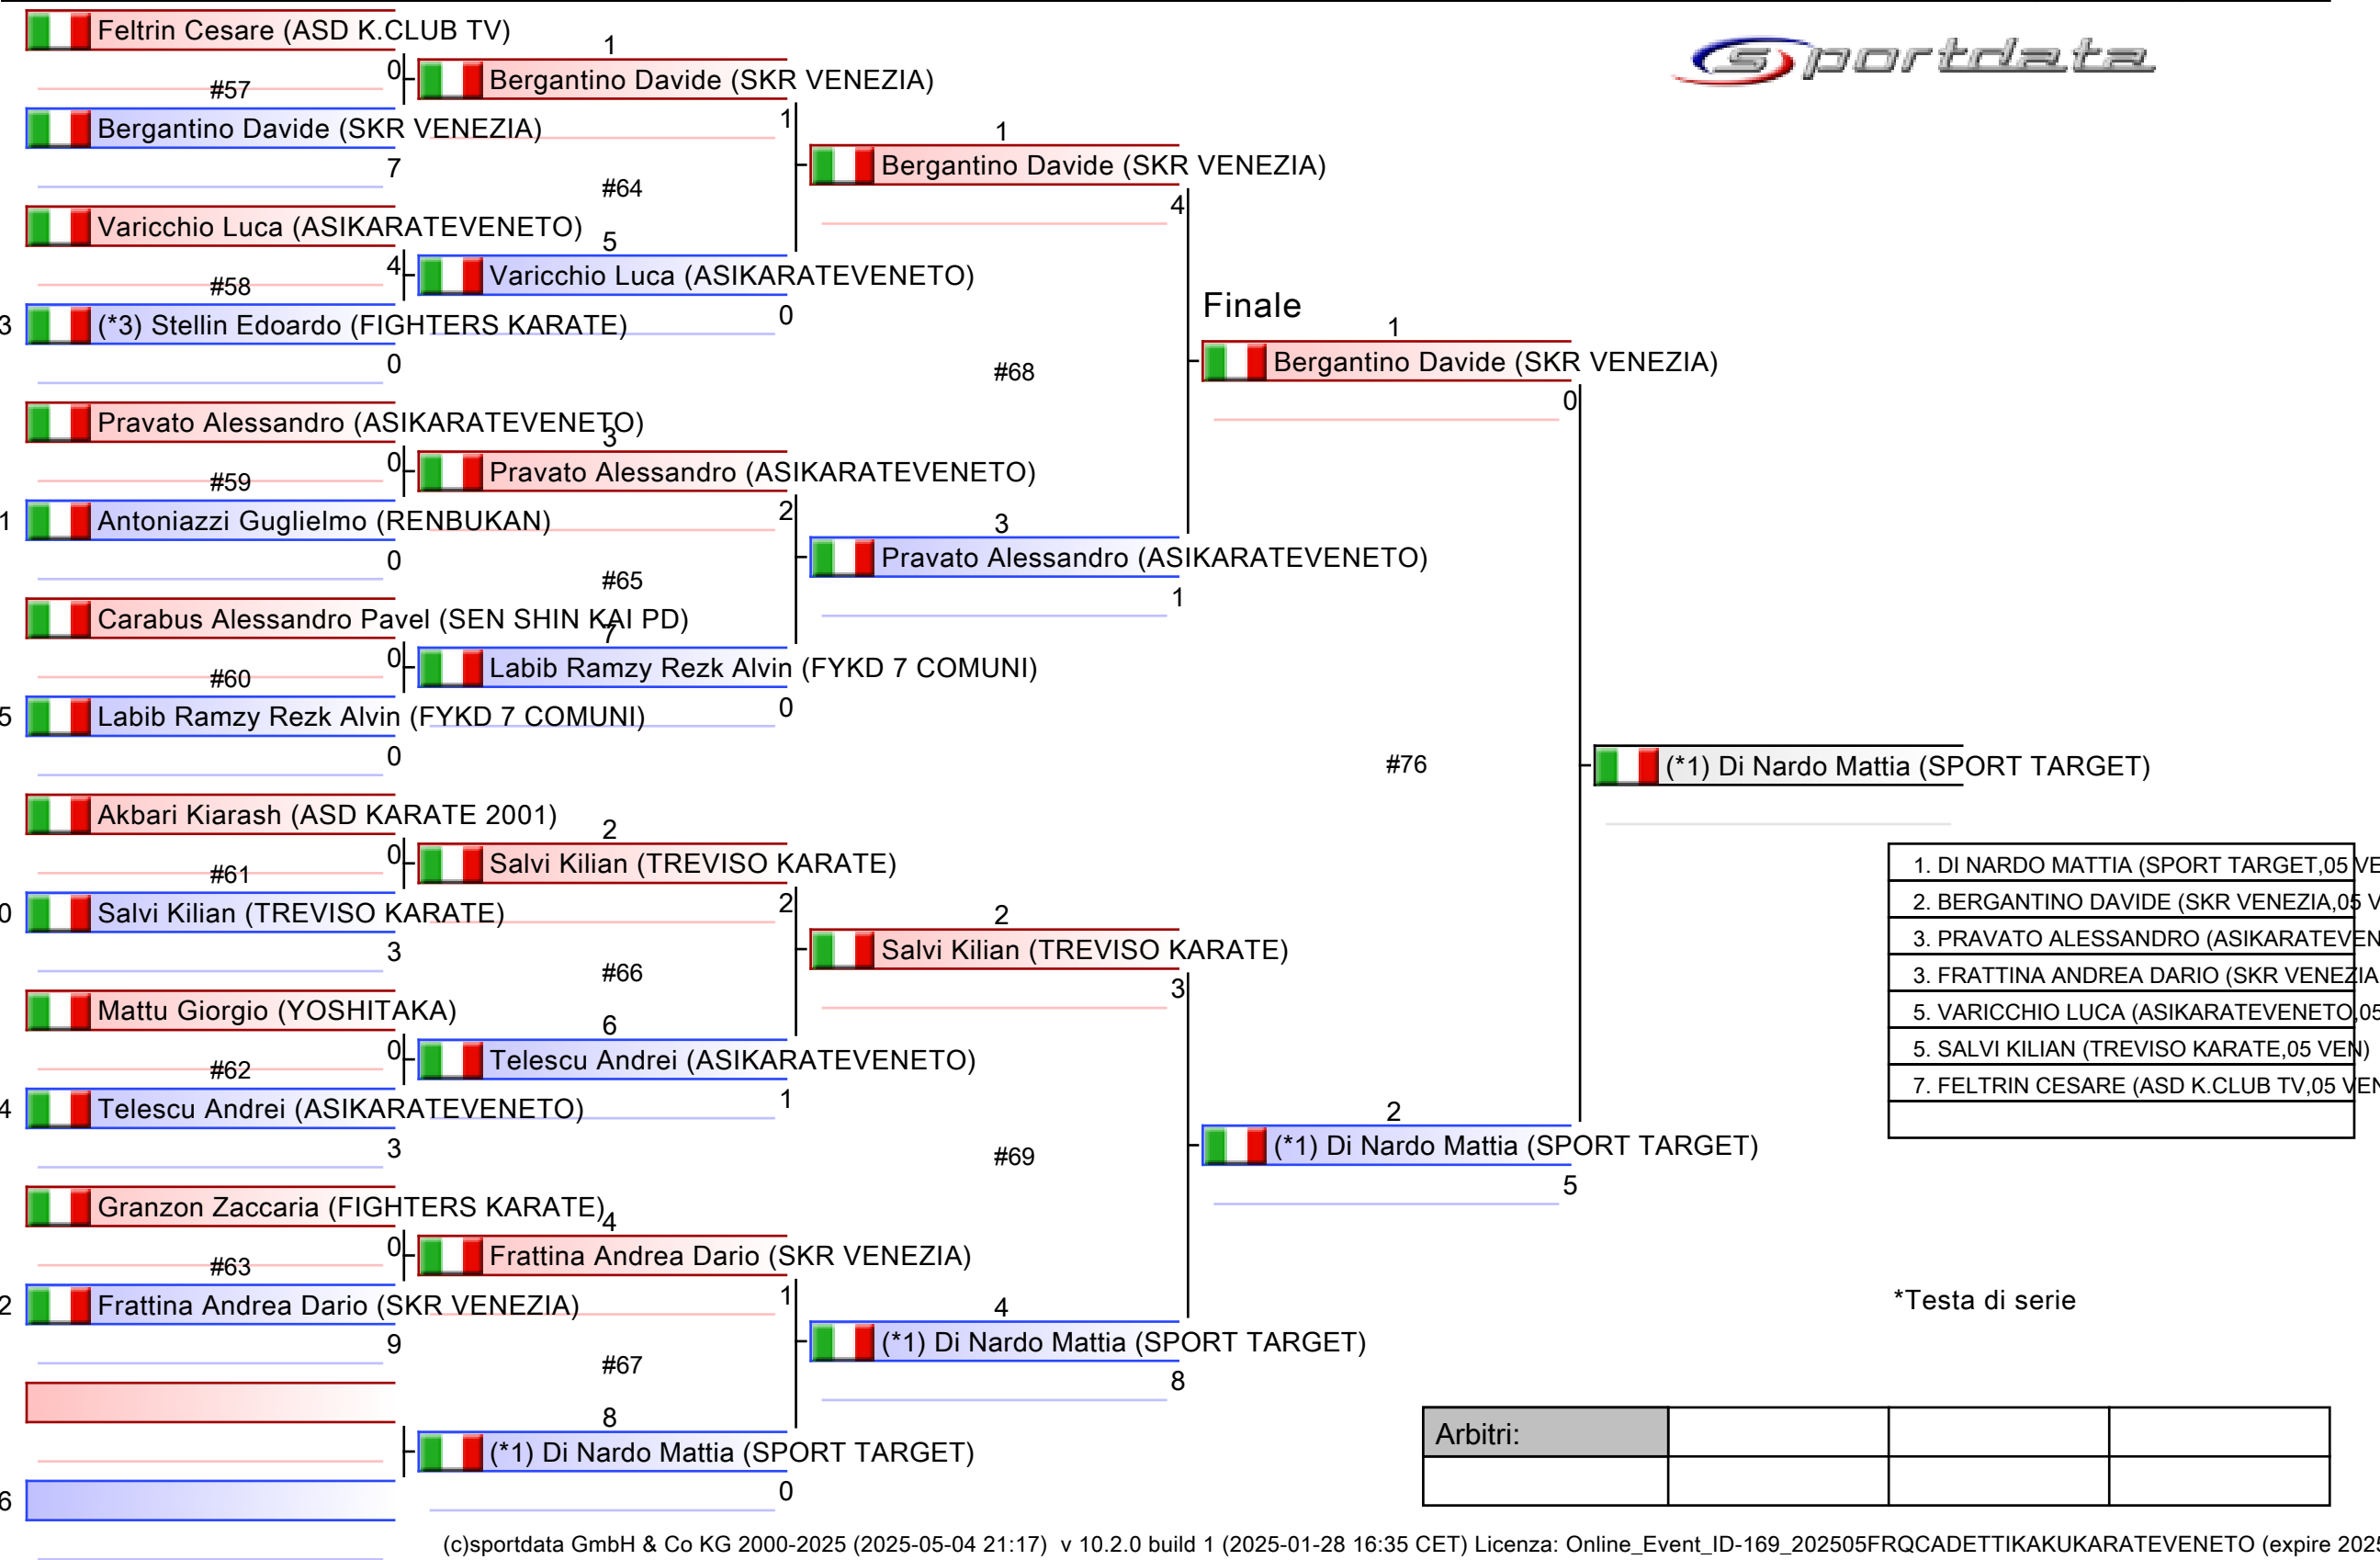 sportdata
Feltrin Cesare (ASD K.CLUB TV)
0
#57
Bergantino Davide (SKR VENEZIA)
7
Varicchio Luca (ASIKARATEVENETO)
4
#58
3 (*3) Stellin Edoardo (FIGHTERS KARATE)
0
Pravato Alessandro (ASIKARATEVENETO)
0
#59
1 Antoniazzi Guglielmo (RENBUKAN)
0
Carabus Alessandro Pavel (SEN SHIN KAI PD)
0
#60
5 Labib Ramzy Rezk Alvin (FYKD 7 COMUNI)
0
Akbari Kiarash (ASD KARATE 2001)
0
#61
0 Salvi Kilian (TREVISO KARATE)
3
Mattu Giorgio (YOSHITAKA)
0
#62
4 Telescu Andrei (ASIKARATEVENETO)
3
Granzon Zaccaria (FIGHTERS KARATE)
0
#63
2 Frattina Andrea Dario (SKR VENEZIA)
9
6
1
Bergantino Davide (SKR VENEZIA)
1
#64
5
Varicchio Luca (ASIKARATEVENETO)
0
3
Pravato Alessandro (ASIKARATEVENETO)
2
#65
7
Labib Ramzy Rezk Alvin (FYKD 7 COMUNI)
0
2
Salvi Kilian (TREVISO KARATE)
2
#66
6
Telescu Andrei (ASIKARATEVENETO)
1
4
Frattina Andrea Dario (SKR VENEZIA)
1
#67
8
(*1) Di Nardo Mattia (SPORT TARGET)
0
1
Bergantino Davide (SKR VENEZIA)
4
#68
3
Pravato Alessandro (ASIKARATEVENETO)
1
2
Salvi Kilian (TREVISO KARATE)
3
#69
4
(*1) Di Nardo Mattia (SPORT TARGET)
8
Finale
1
Bergantino Davide (SKR VENEZIA)
0
#76
2
(*1) Di Nardo Mattia (SPORT TARGET)
5
(*1) Di Nardo Mattia (SPORT TARGET)
1. DI NARDO MATTIA (SPORT TARGET,05 VE
2. BERGANTINO DAVIDE (SKR VENEZIA,05 V
3. PRAVATO ALESSANDRO (ASIKARATEVEN
3. FRATTINA ANDREA DARIO (SKR VENEZIA
5. VARICCHIO LUCA (ASIKARATEVENETO,05
5. SALVI KILIAN (TREVISO KARATE,05 VEN)
7. FELTRIN CESARE (ASD K.CLUB TV,05 VEN
*Testa di serie
Arbitri:
(c)sportdata GmbH & Co KG 2000-2025 (2025-05-04 21:17) v 10.2.0 build 1 (2025-01-28 16:35 CET) Licenza: Online_Event_ID-169_202505FRQCADETTIKAKUKARATEVENETO (expire 202